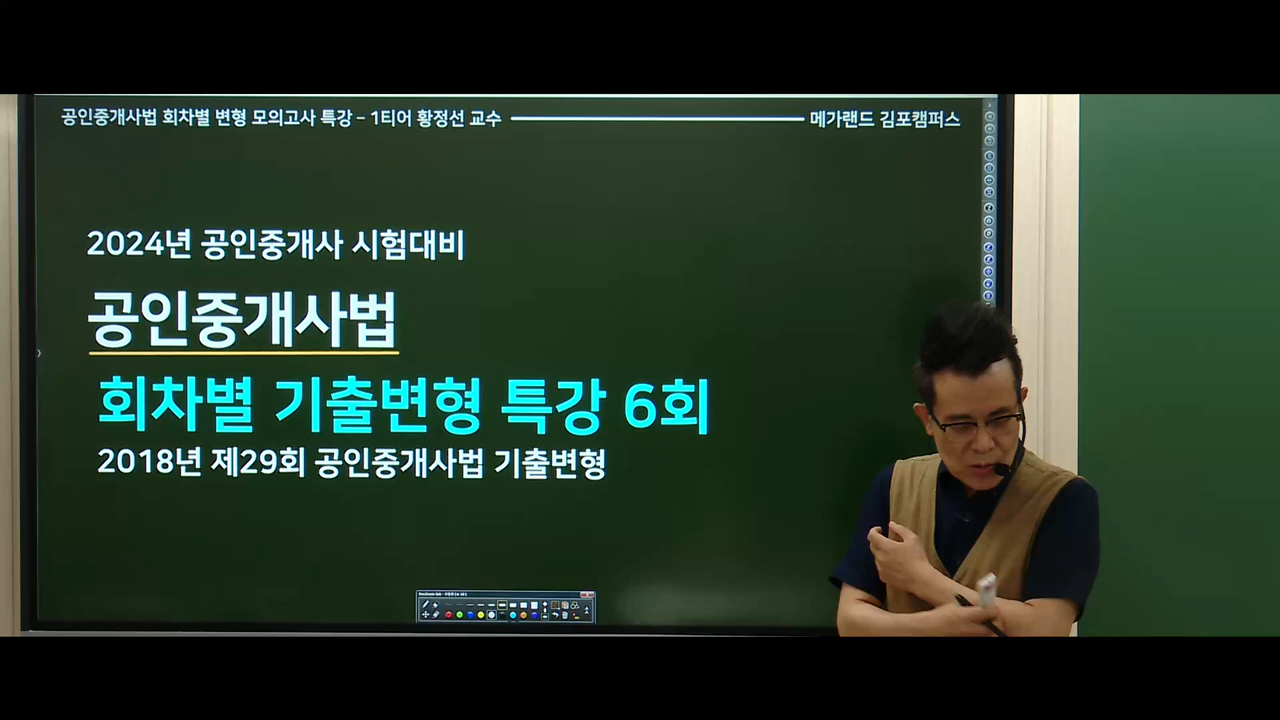 공인중개사법 회차별 변형 모의고사 특강 – 1티어 황정선 교수 메가랜드 김포캠퍼스
2024년 공인중개사 시험대비
공인중개사법
회차별 기출변형 특강 6회
2018년 제29회 공인중개사법 기출변형